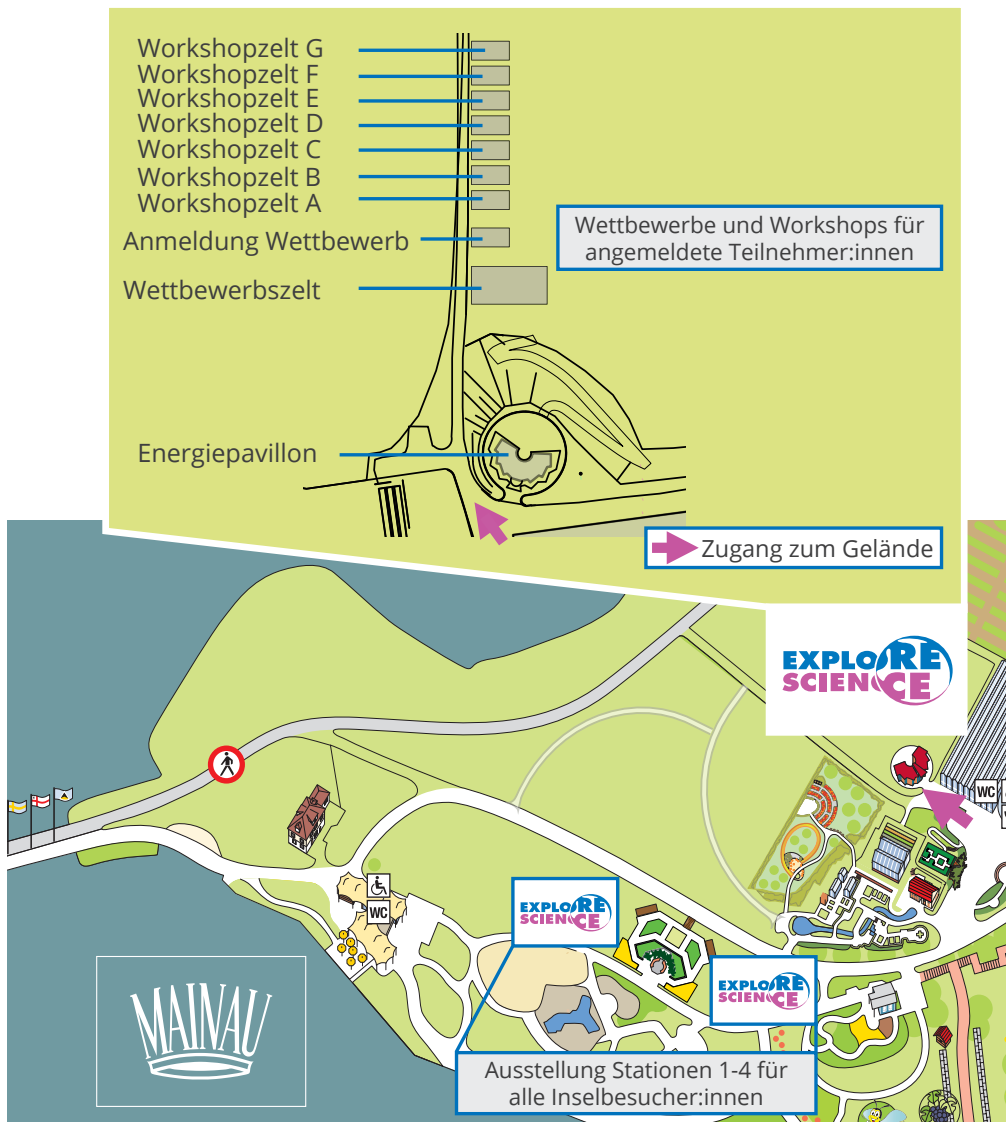 Workshopzelt G
Workshopzelt F
Workshopzelt E
Workshopzelt D
Workshopzelt C
Workshopzelt B
Workshopzelt A
Anmeldung Wettbewerb
Wettbewerbe und Workshops für
angemeldete Teilnehmer:innen
Wettbewerbszelt
Energiepavillon
Zugang zum Gelände
EXPLORE
SCIENCE
WC
WC
EXPLORE
SCIENCE
EXPLORE
SCIENCE
MAINAU
Ausstellung Stationen 1-4 für
alle Inselbesucher:innen